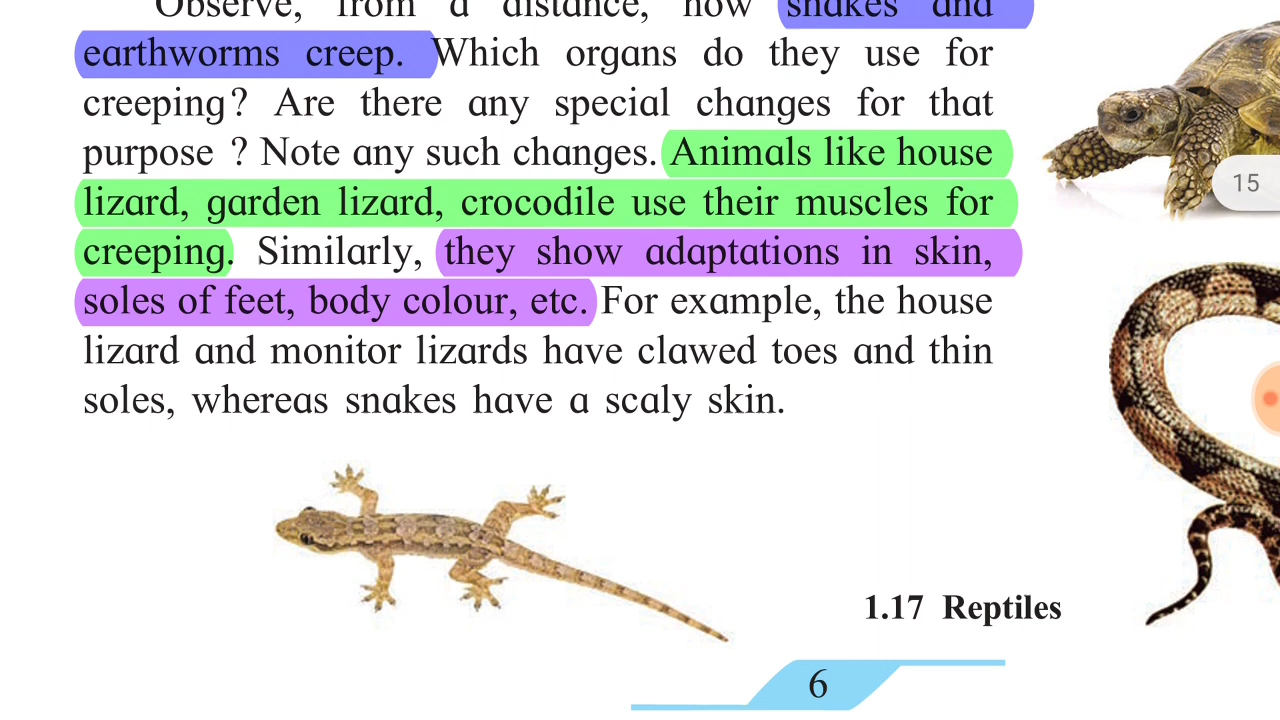 Observe, from a distance, how snakes and
earthworms creep. Which organs do they use for
creeping? Are there any special changes for that
purpose ? Note any such changes. Animals like house
lizard, garden lizard, crocodile use their muscles for
creeping. Similarly, they show adaptations in skin,
soles of feet, body colour, etc. For example, the house
lizard and monitor lizards have clawed toes and thin
soles, whereas snakes have a scaly skin.
15
1.17 Reptiles
6